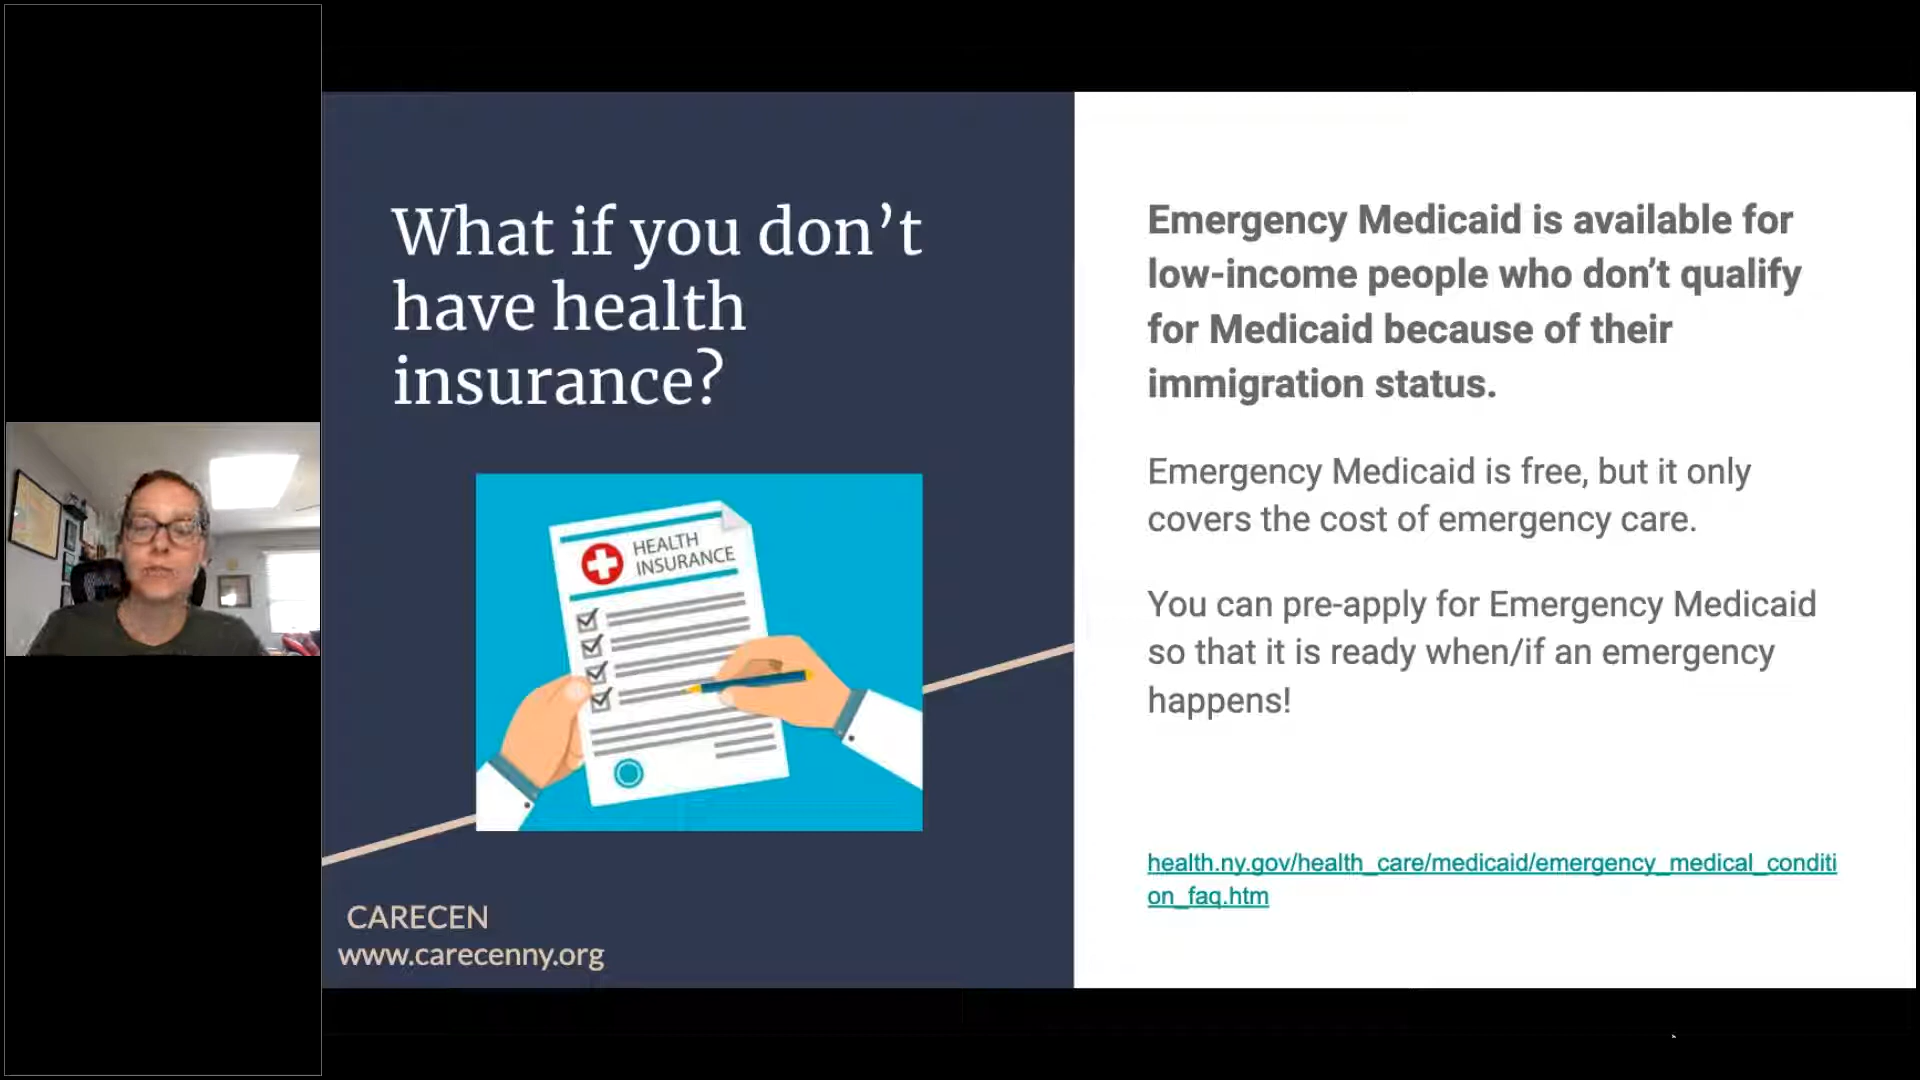 What if you don’t
have health
insurance?
HEALTH
INSURANCE
CARECEN
www.carecenny.org
Emergency Medicaid is available for
low-income people who don’t qualify
for Medicaid because of their
immigration status.
Emergency Medicaid is free, but it only
covers the cost of emergency care.
You can pre-apply for Emergency Medicaid
so that it is ready when/if an emergency
happens!
health.ny.gov/health_care/medicaid/emergency_medical_conditi
on_faq.htm